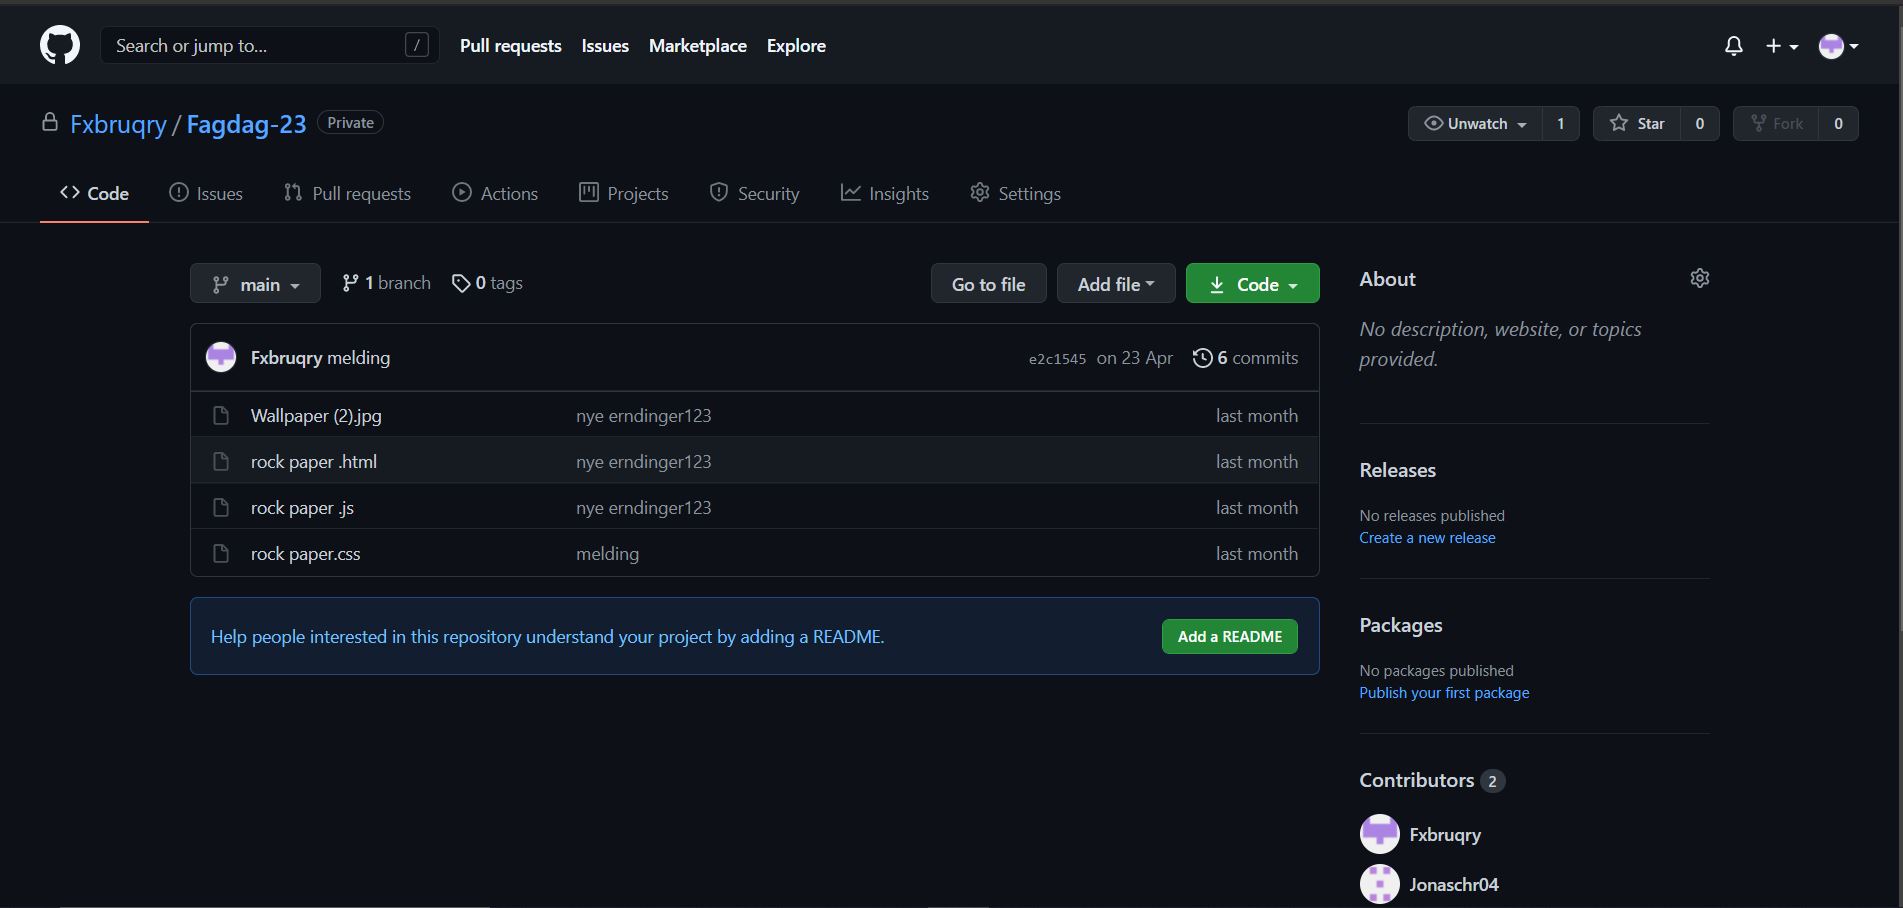 Search or jump to... /
Pull requests Issues Marketplace Explore
Fxbruqry / Fagdag-23 Private
Unwatch 1 Star 0 Fork 0
Code Issues Pull requests Actions Projects Security Insights Settings
main 1 branch 0 tags
Go to file Add file Code
Fxbruqry melding e2c1545 on 23 Apr 6 commits
Wallpaper (2).jpg nye erndinger123 last month
rock paper .html nye erndinger123 last month
rock paper .js nye erndinger123 last month
rock paper.css melding last month
Help people interested in this repository understand your project by adding a README. Add a README
About
No description, website, or topics
provided.
Releases
No releases published
Create a new release
Packages
No packages published
Publish your first package
Contributors 2
Fxbruqry
Jonaschr04